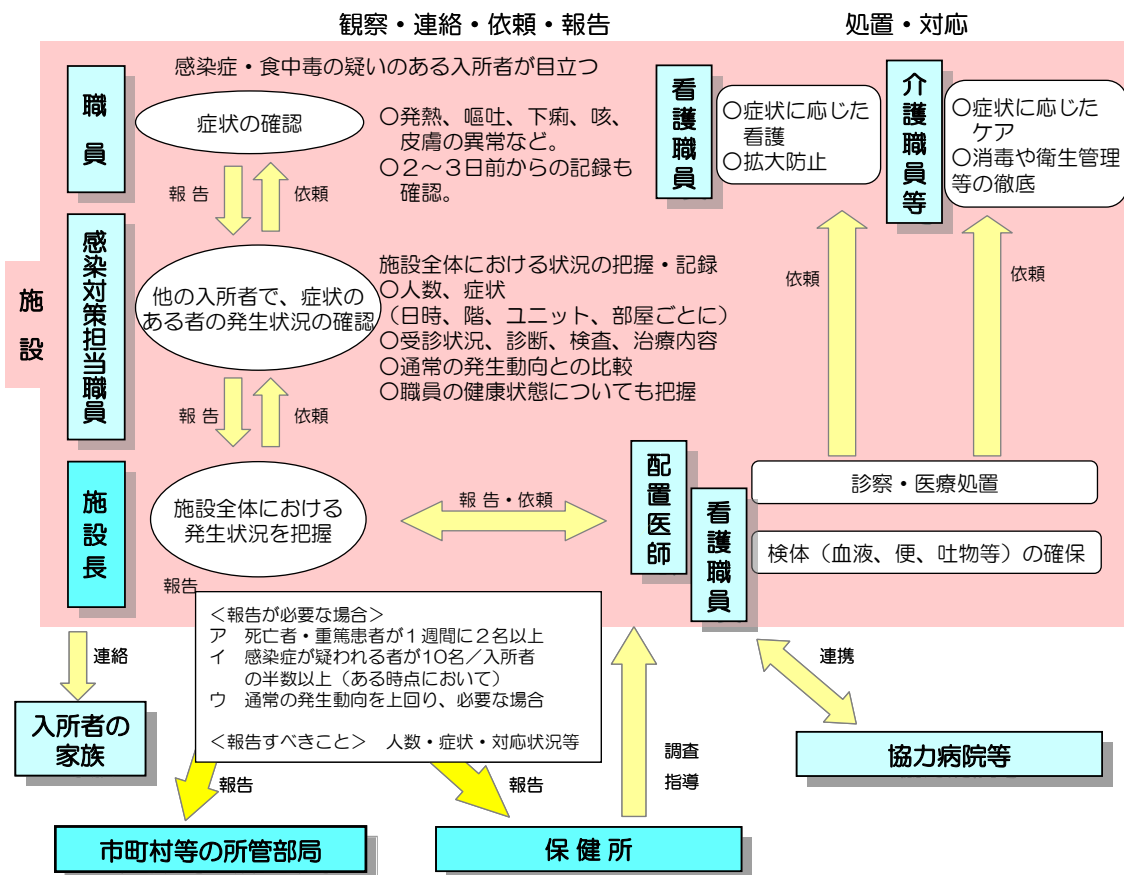 観察・連絡・依頼・報告
処置・対応
施設
職員
感染症・食中毒の疑いのある入所者が目立つ
症状の確認
○発熱、嘔吐、下痢、咳、
皮膚の異常など。
○２～３日前からの記録も
確認。
報 告
依頼
感染対策担当職員
他の入所者で、症状の
ある者の発生状況の確認
施設全体における状況の把握・記録
○人数、症状
（日時、階、ユニット、部屋ごとに）
○受診状況、診断、検査、治療内容
○通常の発生動向との比較
○職員の健康状態についても把握
報 告
依頼
施設長
施設全体における
発生状況を把握
報 告・依頼
看護職員
○症状に応じた
看護
○拡大防止
介護職員等
○症状に応じた
ケア
○消毒や衛生管理
等の徹底
依頼
依頼
配置医師
看護職員
診察・医療処置
検体（血液、便、吐物等）の確保
報告
＜報告が必要な場合＞
ア　死亡者・重篤患者が１週間に２名以上
イ　感染症が疑われる者が10名／入所者
の半数以上（ある時点において）
ウ　通常の発生動向を上回り、必要な場合
＜報告すべきこと＞　人数・症状・対応状況等
連絡
入所者の
家族
報告
報告
調査
指導
連携
協力病院等
市町村等の所管部局
保 健 所